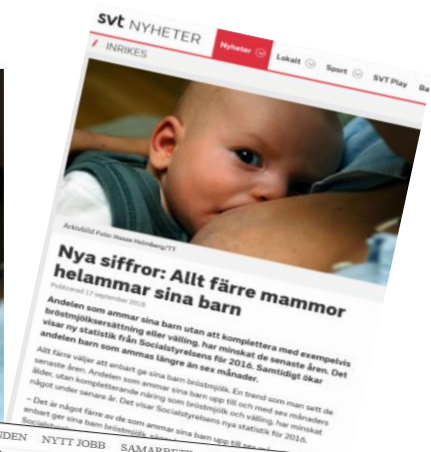 svt NYHETER
Nyheter Lokalt Sport SVT Play Ba
/ INRIKES
Arkivbild Foto: Hasse Holmberg/TT
Nya siffror: Allt färre mammor
helammar sina barn
Publicerad 17 september 2018
Andelen som ammar sina barn utan att komplettera med exempelvis
bröstmjölksersättning eller välling, har minskat de senaste åren. Det
visar ny statistik från Socialstyrelsens för 2016. Samtidigt ökar
andelen barn som ammas längre än sex månader.
Allt färre väljer att enbart ge sina barn bröstmjölk. En trend som man sett de
senaste åren. Andelen som ammar sina barn upp till och med sex månaders
ålder, utan kompletterande näring som bröstmjölk och välling, har minskat
något under senare år. Det visar Socialstyrelsens nya statistik för 2016.
– Det är något färre av de som ammar sina barn upp till sex
enbart ger sina barn bröstmjölk
NDEN NYTT JOBB